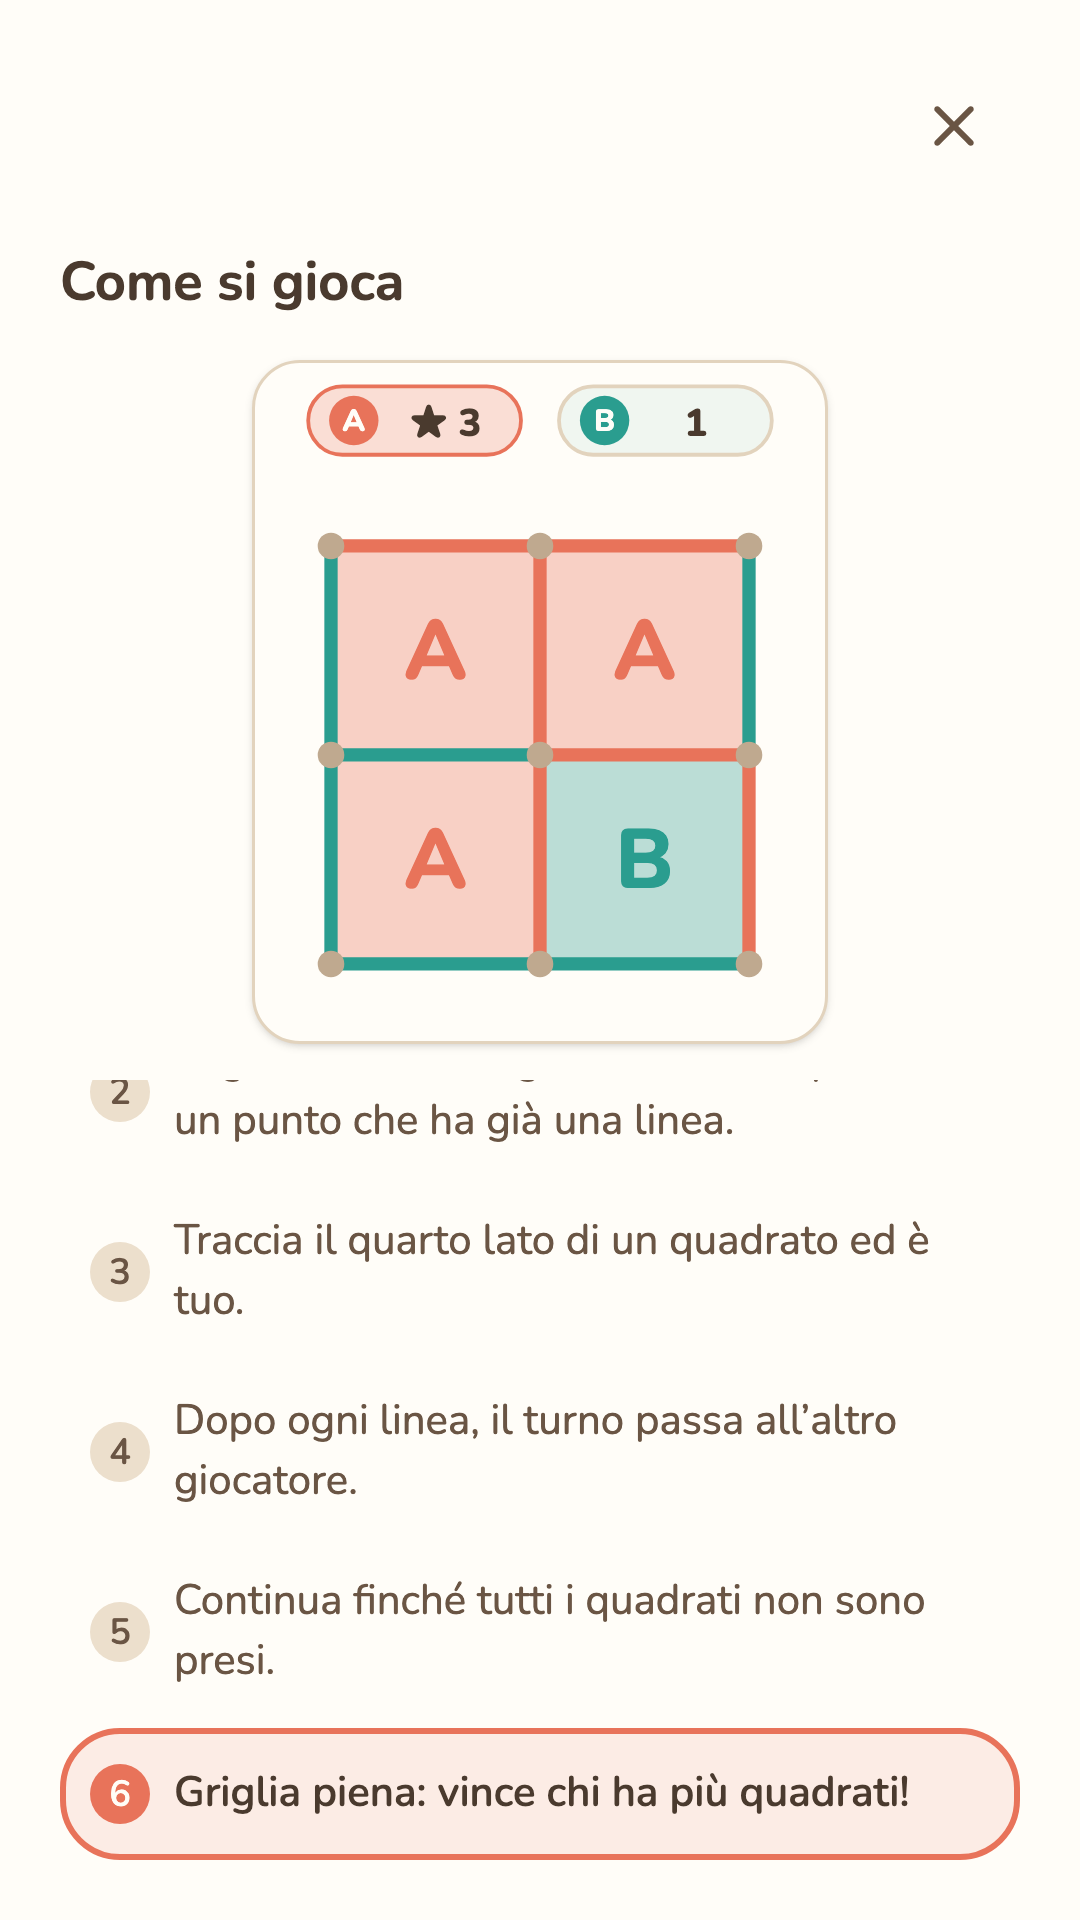 Come si gioca
A ★ 3 B 1
A A
A B
2
un punto che ha già una linea.
3 Traccia il quarto lato di un quadrato ed è
tuo.
4 Dopo ogni linea, il turno passa all’altro
giocatore.
5 Continua finché tutti i quadrati non sono
presi.
6 Griglia piena: vince chi ha più quadrati!